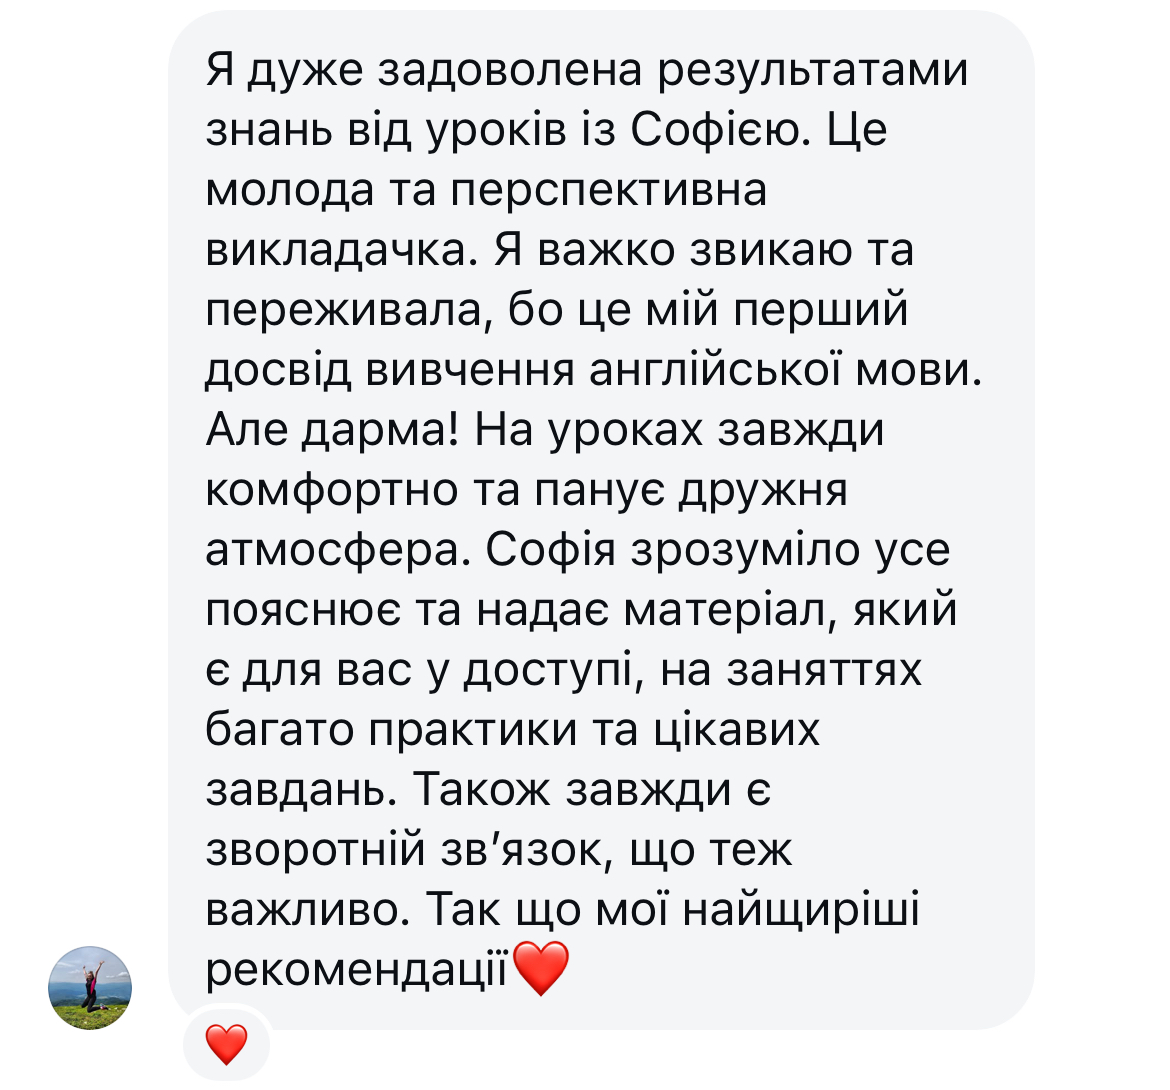 Я дуже задоволена результатами
знань від уроків із Софією. Це
молода та перспективна
викладачка. Я важко звикаю та
переживала, бо це мій перший
досвід вивчення англійської мови.
Але дарма! На уроках завжди
комфортно та панує дружня
атмосфера. Софія зрозуміло усе
пояснює та надає матеріал, який
є для вас у доступі, на заняттях
багато практики та цікавих
завдань. Також завжди є
зворотній зв’язок, що теж
важливо. Так що мої найщиріші
рекомендації❤️
❤️